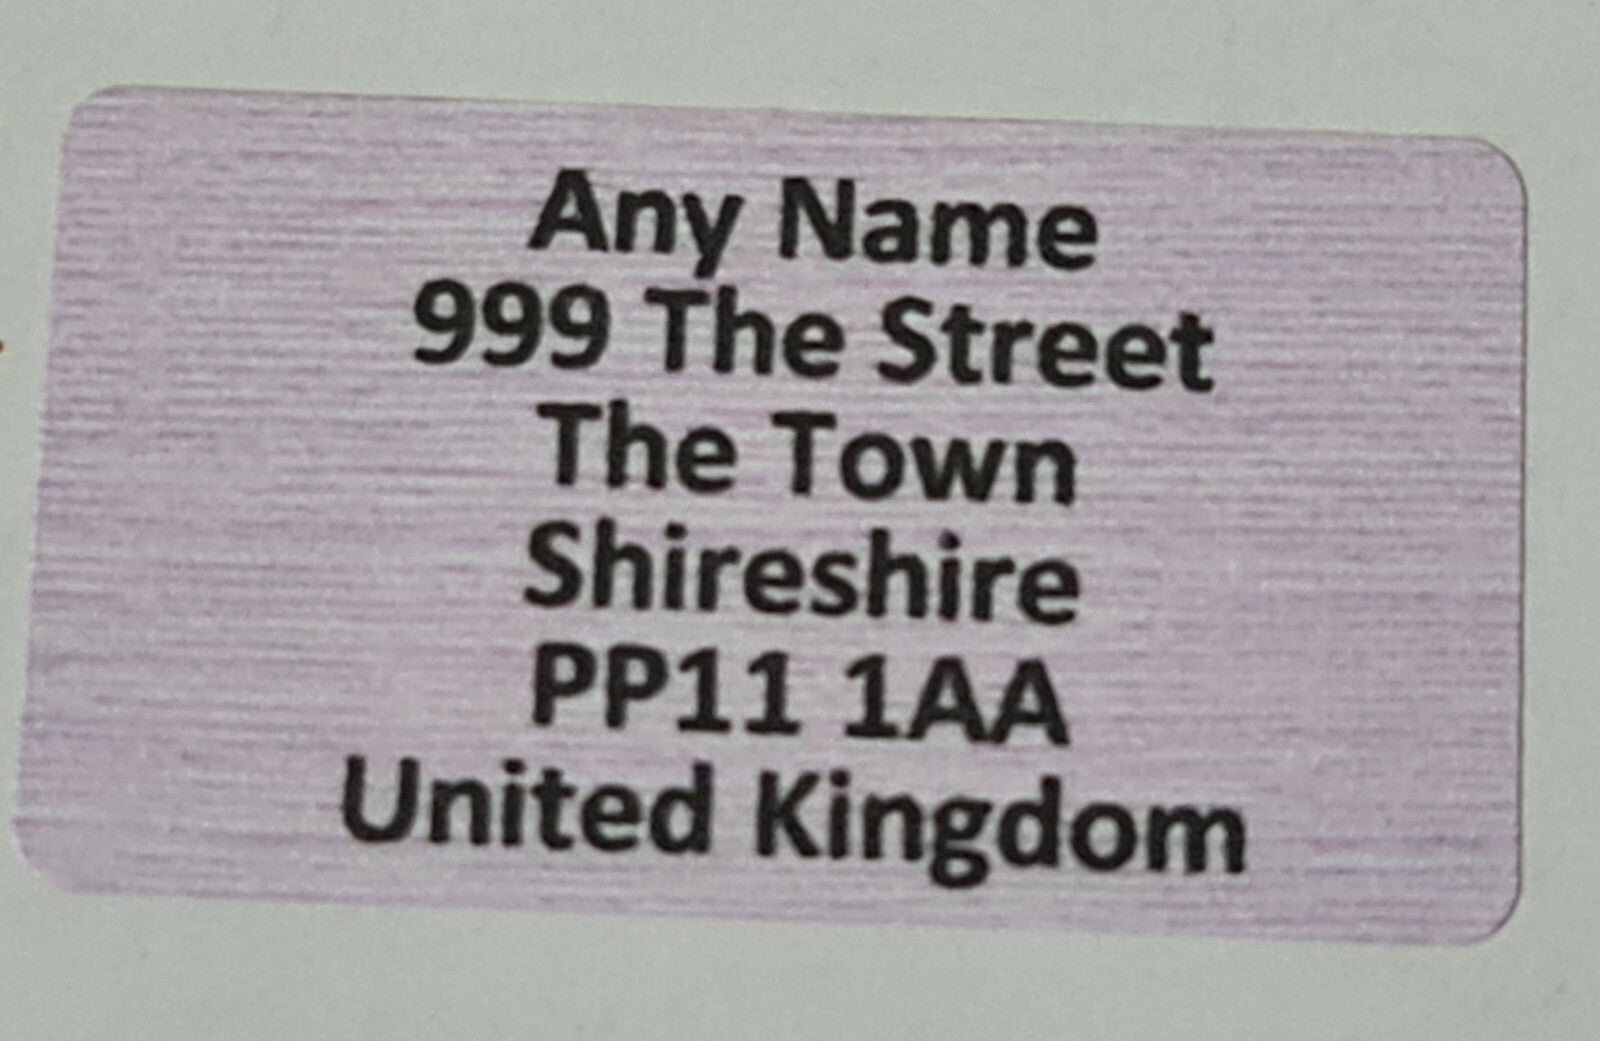 Any Name
999 The Street
The Town
Shireshire
PP11 1AA
United Kingdom